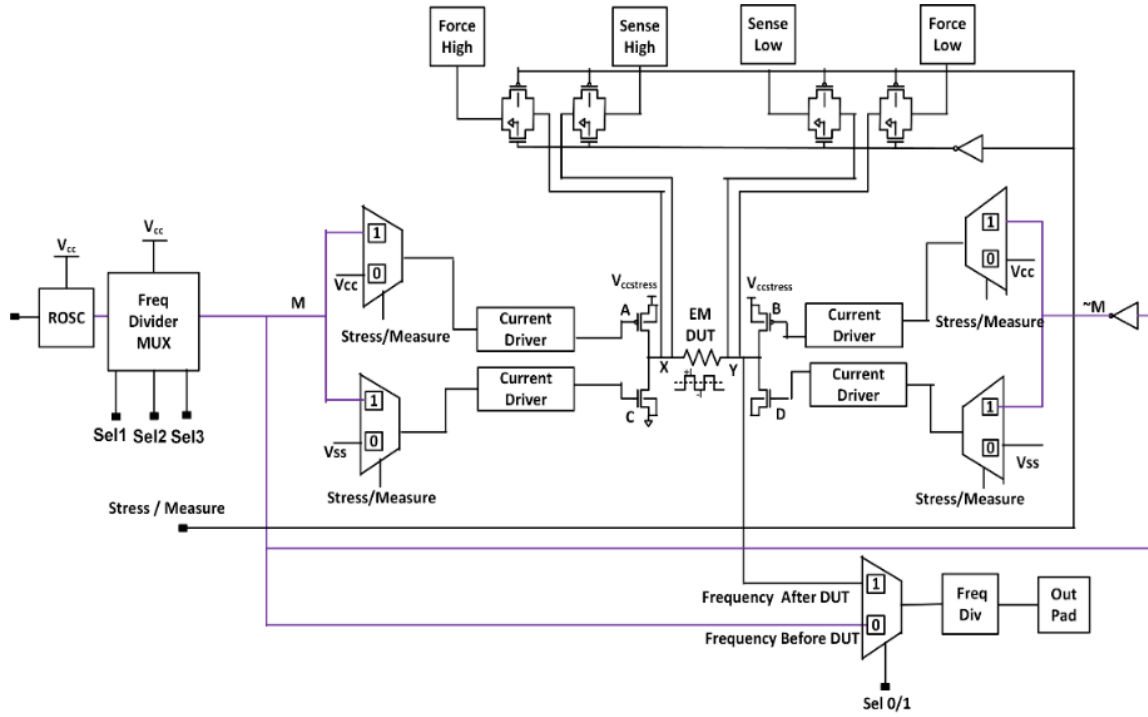 Force
High
Sense
High
Sense
Low
Force
Low
Vcc
Vcc
ROSC
Freq
Divider
MUX
Sel1
Sel2
Sel3
M
1
0
Vcc
Stress/Measure
Current
Driver
1
0
Vss
Stress/Measure
Current
Driver
Vccstress
A
C
X
EM
DUT
+I
-I
Y
Vccstress
B
D
Current
Driver
Current
Driver
1
0
Vcc
Stress/Measure
~M
1
0
Vss
Stress/Measure
Stress / Measure
Frequency After DUT
1
Frequency Before DUT
0
Sel 0/1
Freq
Div
Out
Pad